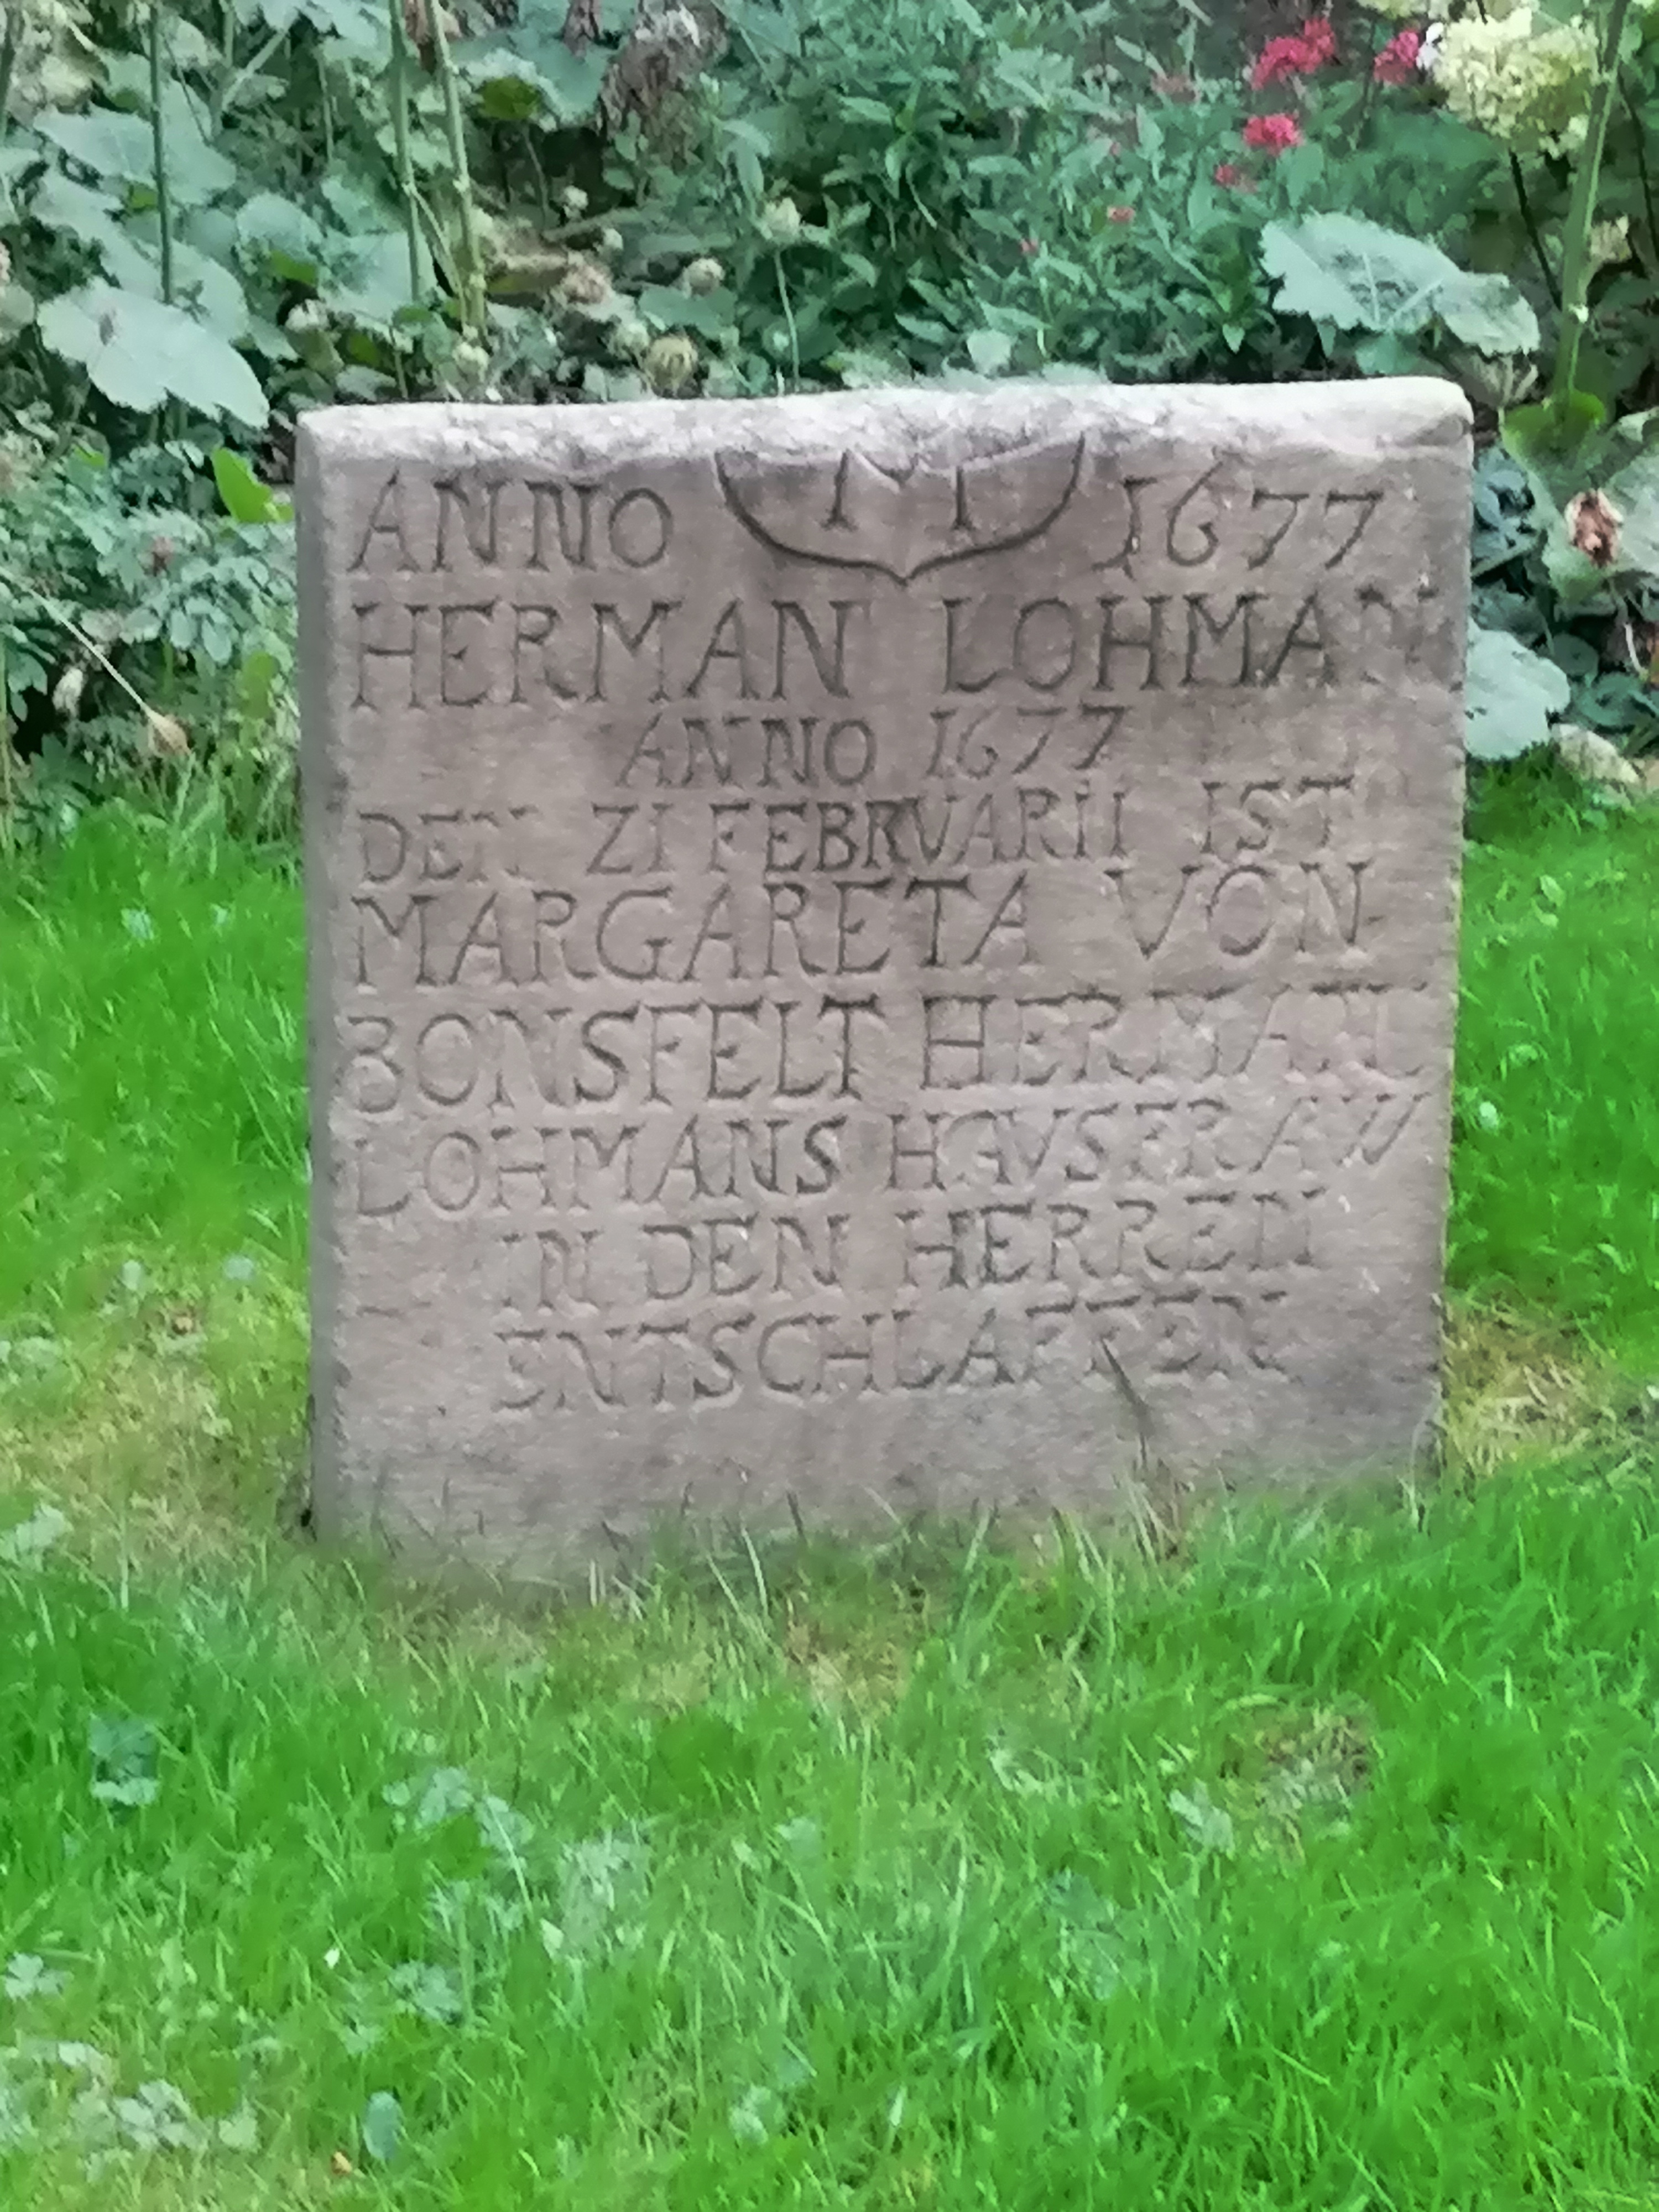 ANNO M 1677
HERMAN LOHMAN
ANNO 1677
DEN ZI FEBRVARII IST
MARGARETA VON
BONSFELT HERMAN
LOHMANS HAVSFRAW
IN DEN HERREN
ENTSCHLAFFEN